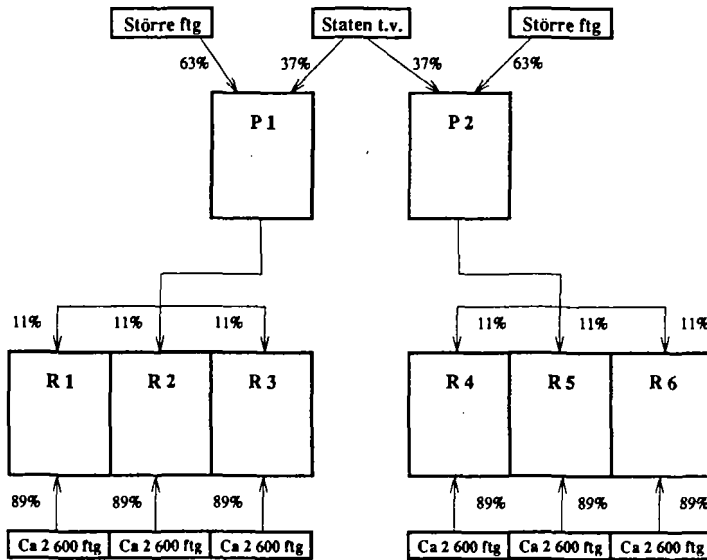 Större ftg
Staten t.v.
Större ftg
63%
37%
37%
63%
P 1
P 2
11%
11%
11%
11%
11%
11%
R 1
R 2
R 3
R 4
R 5
R 6
89%
89%
89%
89%
89%
89%
Ca 2 600 ftg
Ca 2 600 ftg
Ca 2 600 ftg
Ca 2 600 ftg
Ca 2 600 ftg
Ca 2 600 ftg